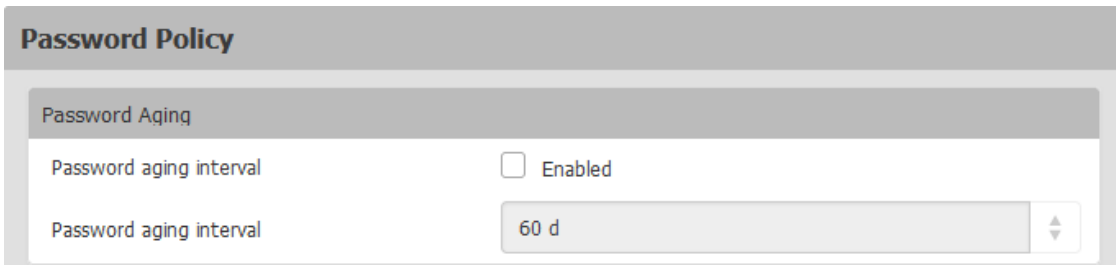 Password Policy
Password Aging
Password aging interval Enabled
Password aging interval 60 d